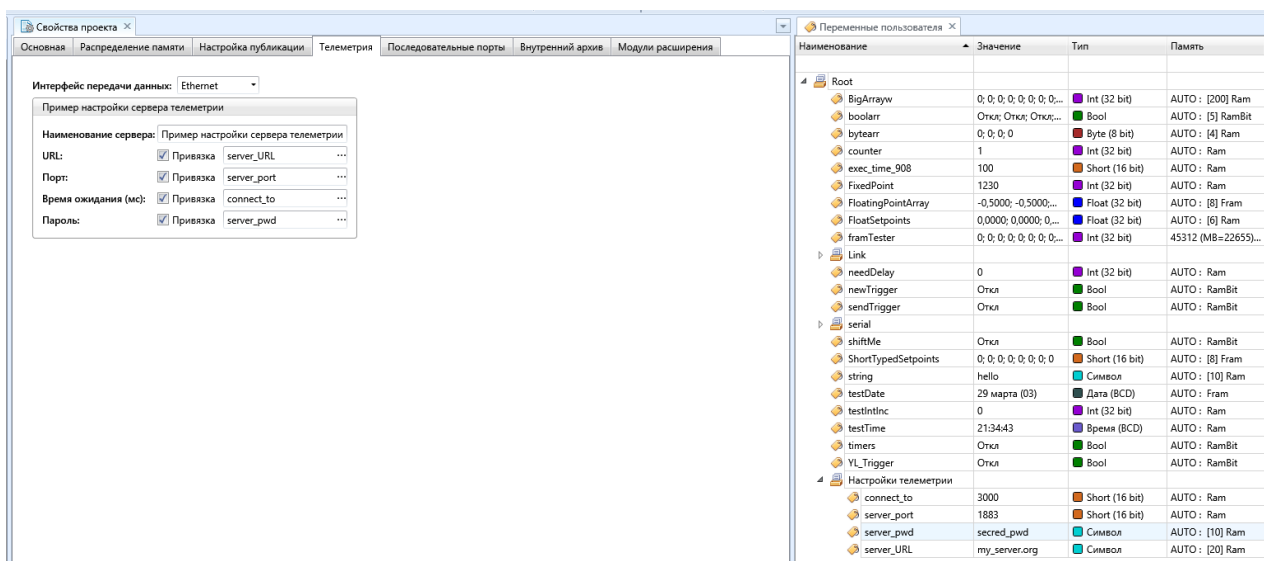 Свойства проекта
Основная Распределение памяти Настройка публикации Телеметрия Последовательные порты Внутренний архив Модули расширения
Интерфейс передачи данных: Ethernet
Пример настройки сервера телеметрии
Наименование сервера: Пример настройки сервера телеметрии
URL: Привязка server_URL ...
Порт: Привязка server_port ...
Время ожидания (мс): Привязка connect_to ...
Пароль: Привязка server_pwd ...
Переменные пользователя
Наименование Значение Тип Память
Root
BigArrayw 0; 0; 0; 0; 0; 0; 0; 0;... Int (32 bit) AUTO : [200] Ram
boolarr Откл; Откл; Откл;... Bool AUTO : [5] RamBit
bytearr 0; 0; 0; 0 Byte (8 bit) AUTO : [4] Ram
counter 1 Int (32 bit) AUTO : Ram
exec_time_908 100 Short (16 bit) AUTO : Ram
FixedPoint 1230 Int (32 bit) AUTO : Ram
FloatingPointArray -0,5000; -0,5000;... Float (32 bit) AUTO : [8] Fram
FloatSetpoints 0,0000; 0,0000; 0,... Float (32 bit) AUTO : [6] Ram
framTester 0; 0; 0; 0; 0; 0; 0; 0;... Int (32 bit) 45312 (MB=22655)...
Link
needDelay 0 Int (32 bit) AUTO : Ram
newTrigger Откл Bool AUTO : RamBit
sendTrigger Откл Bool AUTO : RamBit
serial
shiftMe Откл Bool AUTO : RamBit
ShortTypedSetpoints 0; 0; 0; 0; 0; 0; 0; 0 Short (16 bit) AUTO : [8] Fram
string hello Символ AUTO : [10] Ram
testDate 29 марта (03) Дата (BCD) AUTO : Fram
testIntInc 0 Int (32 bit) AUTO : Ram
testTime 21:34:43 Время (BCD) AUTO : Ram
timers Откл Bool AUTO : RamBit
YL_Trigger Откл Bool AUTO : RamBit
Настройки телеметрии
connect_to 3000 Short (16 bit) AUTO : Ram
server_port 1883 Short (16 bit) AUTO : Ram
server_pwd secred_pwd Символ AUTO : [10] Ram
server_URL my_server.org Символ AUTO : [20] Ram